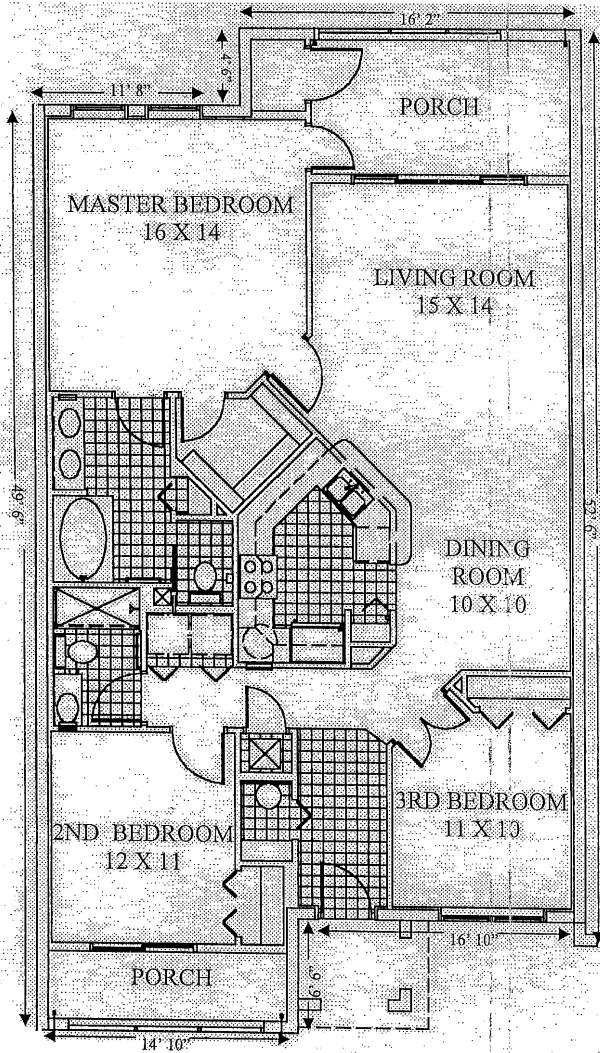 16' 2"
4' 6"
11' 8"
PORCH
MASTER BEDROOM
16 X 14
LIVING ROOM
15 X 14
49' 6"
52' 6"
DINING
ROOM
10 X 10
3RD BEDROOM
11 X 10
2ND BEDROOM
12 X 11
16' 10"
6' 6"
PORCH
14' 10"